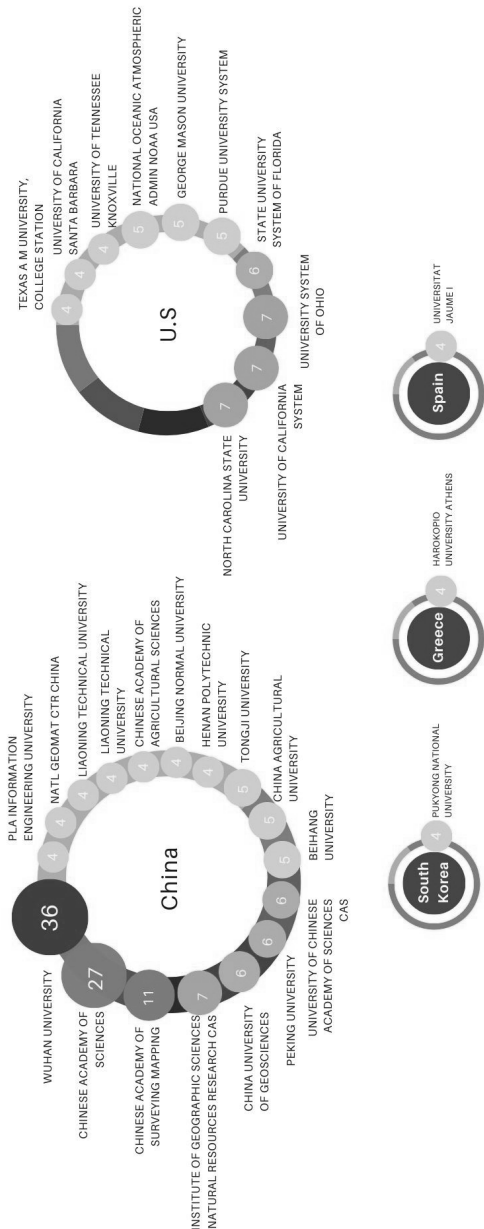 PLA INFORMATION
ENGINEERING UNIVERSITY
4
NATL GEOMAT CTR CHINA
4
LIAONING TECHNICAL UNIVERSITY
4
LIAONING TECHNICAL
UNIVERSITY
4
CHINESE ACADEMY OF
AGRICULTURAL SCIENCES
4
BEIJING NORMAL UNIVERSITY
4
HENAN POLYTECHNIC
UNIVERSITY
4
TONGJI UNIVERSITY
5
CHINA AGRICULTURAL
UNIVERSITY
5
BEIHANG
UNIVERSITY
5
UNIVERSITY OF CHINESE
ACADEMY OF SCIENCES
CAS
6
PEKING UNIVERSITY
6
CHINA UNIVERSITY
OF GEOSCIENCES
6
INSTITUTE OF GEOGRAPHIC SCIENCES
NATURAL RESOURCES RESEARCH CAS
7
CHINESE ACADEMY OF
SURVEYING MAPPING
11
CHINESE ACADEMY OF
SCIENCES
27
WUHAN UNIVERSITY
36
China
TEXAS A M UNIVERSITY,
COLLEGE STATION
4
UNIVERSITY OF CALIFORNIA
SANTA BARBARA
4
UNIVERSITY OF TENNESSEE
KNOXVILLE
4
NATIONAL OCEANIC ATMOSPHERIC
ADMIN NOAA USA
5
GEORGE MASON UNIVERSITY
5
PURDUE UNIVERSITY SYSTEM
5
STATE UNIVERSITY
SYSTEM OF FLORIDA
6
UNIVERSITY SYSTEM
OF OHIO
7
UNIVERSITY OF CALIFORNIA
SYSTEM
7
NORTH CAROLINA STATE
UNIVERSITY
7
U.S
South
Korea
4
PUKYONG NATIONAL
UNIVERSITY
Greece
4
HAROKOPIO
UNIVERSITY ATHENS
Spain
4
UNIVERSITAT
JAUME I